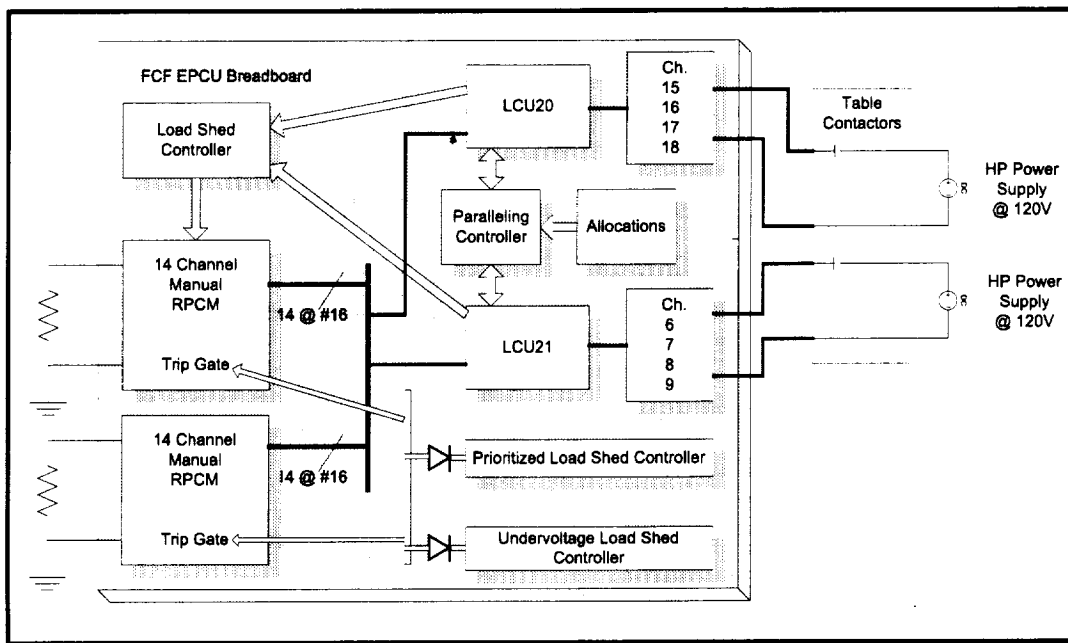 FCF EPCU Breadboard
Load Shed
Controller
LCU20
Ch.
15
16
17
18
Table
Contactors
HP Power
Supply
@ 120V
Paralleling
Controller
Allocations
14 Channel
Manual
RPCM
Trip Gate
14 @ #16
LCU21
Ch.
6
7
8
9
HP Power
Supply
@ 120V
14 Channel
Manual
RPCM
Trip Gate
14 @ #16
Prioritized Load Shed Controller
Undervoltage Load Shed
Controller